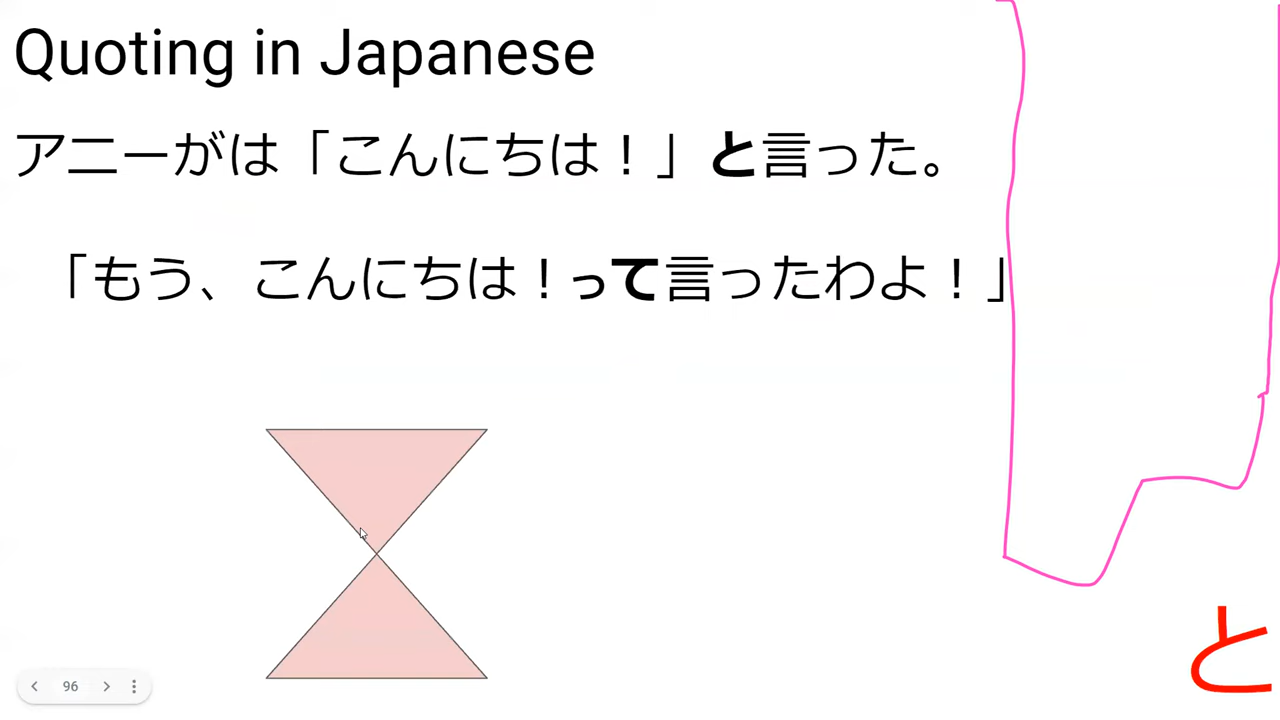 Quoting in Japanese
アニーがは「こんにちは！」と言った。
「もう、こんにちは！って言ったわよ！」
と
96